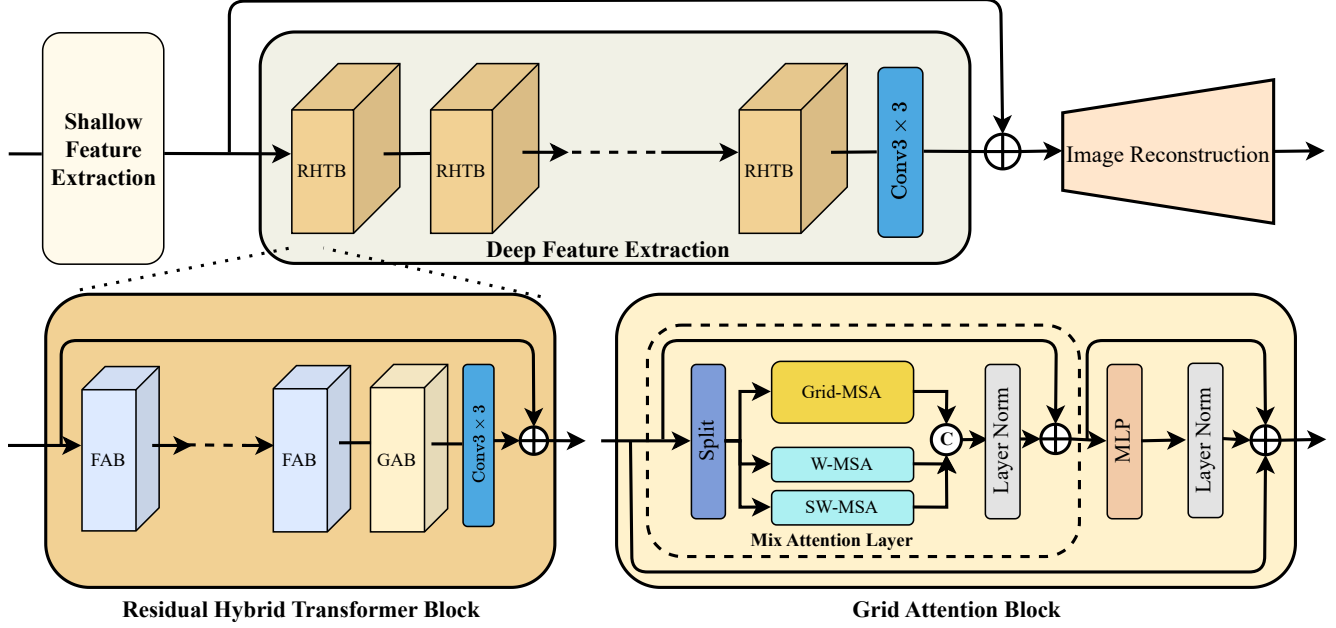 Shallow
Feature
Extraction
RHTB
RHTB
RHTB
Conv3 × 3
Image Reconstruction
Deep Feature Extraction
FAB
FAB
GAB
Conv3 × 3
Residual Hybrid Transformer Block
Split
Grid-MSA
W-MSA
SW-MSA
C
Layer Norm
Mix Attention Layer
MLP
Layer Norm
Grid Attention Block